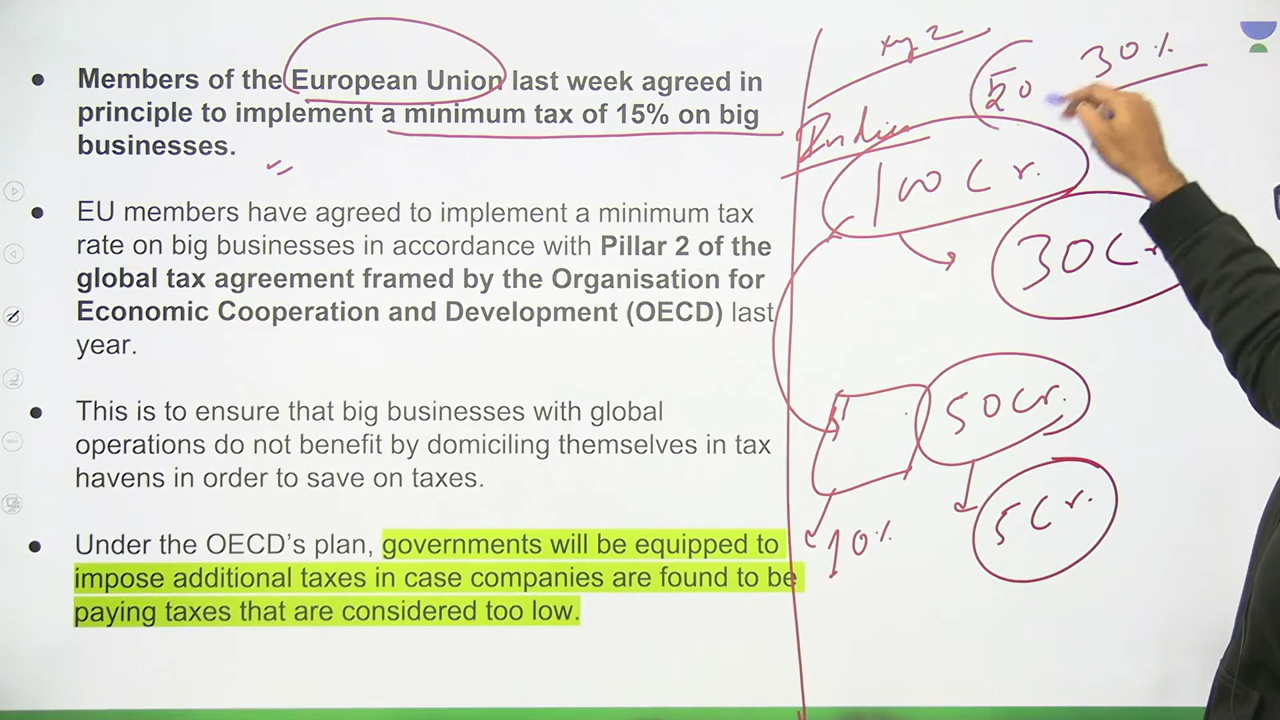 Members of the European Union last week agreed in
principle to implement a minimum tax of 15% on big
businesses.
EU members have agreed to implement a minimum tax
rate on big businesses in accordance with Pillar 2 of the
global tax agreement framed by the Organisation for
Economic Cooperation and Development (OECD) last
year.
This is to ensure that big businesses with global
operations do not benefit by domiciling themselves in tax
havens in order to save on taxes.
Under the OECD's plan, governments will be equipped to
impose additional taxes in case companies are found to be
paying taxes that are considered too low.
xyz
50
30%
India
100 Cr.
30 Cr
50 Cr.
5 Cr.
10%